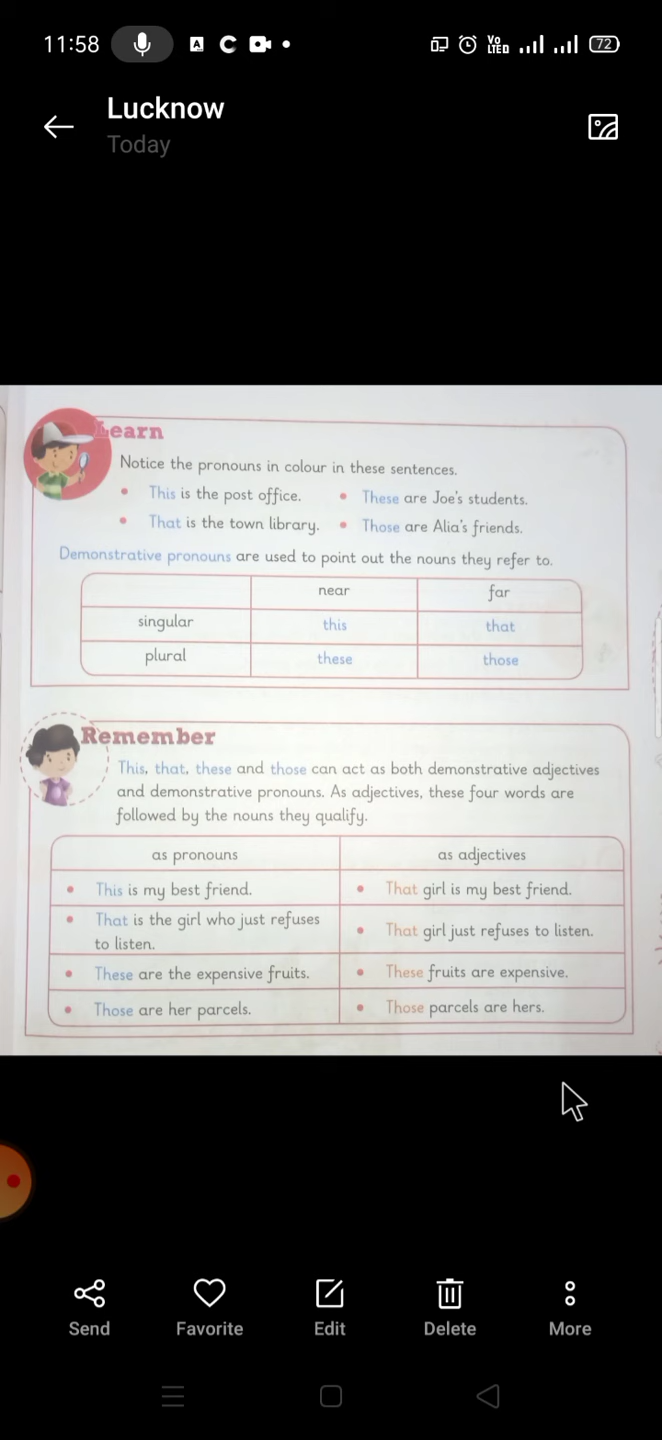 11:58 A C VO LTED 72
Lucknow
Today
Learn
Notice the pronouns in colour in these sentences.
• This is the post office. • These are Joe's students.
• That is the town library. • Those are Alia's friends.
Demonstrative pronouns are used to point out the nouns they refer to.
near far
singular this that
plural these those
Remember
This, that, these and those can act as both demonstrative adjectives
and demonstrative pronouns. As adjectives, these four words are
followed by the nouns they qualify.
as pronouns as adjectives
• This is my best friend. • That girl is my best friend.
• That is the girl who just refuses
to listen. • That girl just refuses to listen.
• These are the expensive fruits. • These fruits are expensive.
• Those are her parcels. • Those parcels are hers.
Send Favorite Edit Delete More